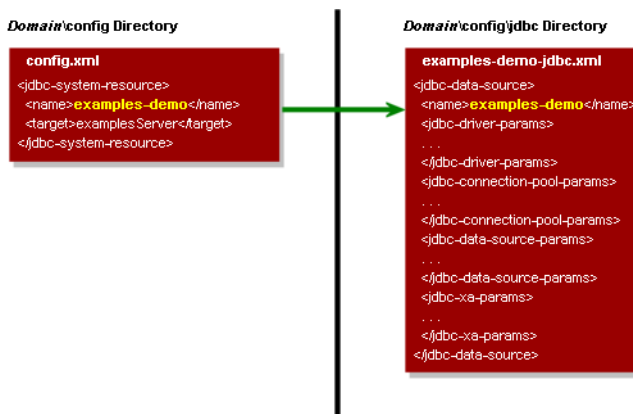 Domain\config Directory
config.xml
<jdbc-system-resource>
<name>examples-demo</name>
<target>examplesServer</target>
</jdbc-system-resource>
Domain\config\jdbc Directory
examples-demo-jdbc.xml
<jdbc-data-source>
<name>examples-demo</name>
<jdbc-driver-params>
. . .
</jdbc-driver-params>
<jdbc-connection-pool-params>
. . .
</jdbc-connection-pool-params>
<jdbc-data-source-params>
. . .
</jdbc-data-source-params>
<jdbc-xa-params>
. . .
</jdbc-xa-params>
</jdbc-data-source>